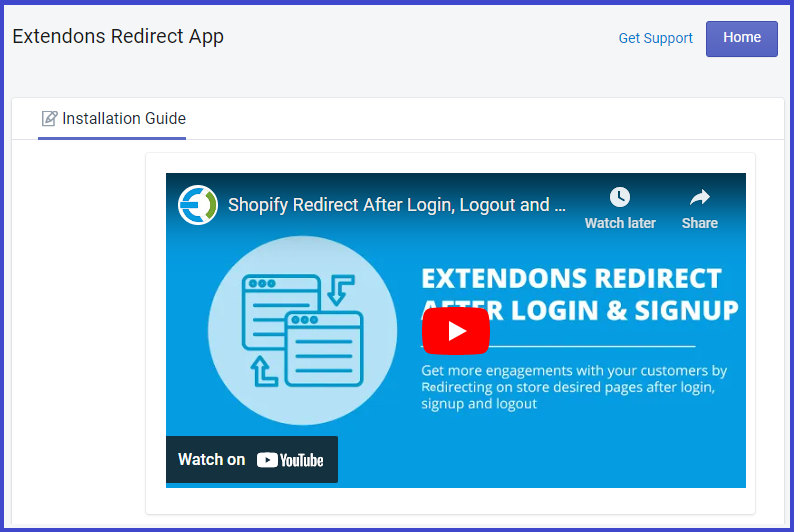 Extendons Redirect App
Get Support
Home
Installation Guide
Shopify Redirect After Login, Logout and ...
Watch later
Share
EXTENDONS REDIRECT
AFTER LOGIN & SIGNUP
Get more engagements with your customers by
Redirecting on store desired pages after login,
signup and logout
Watch on YouTube